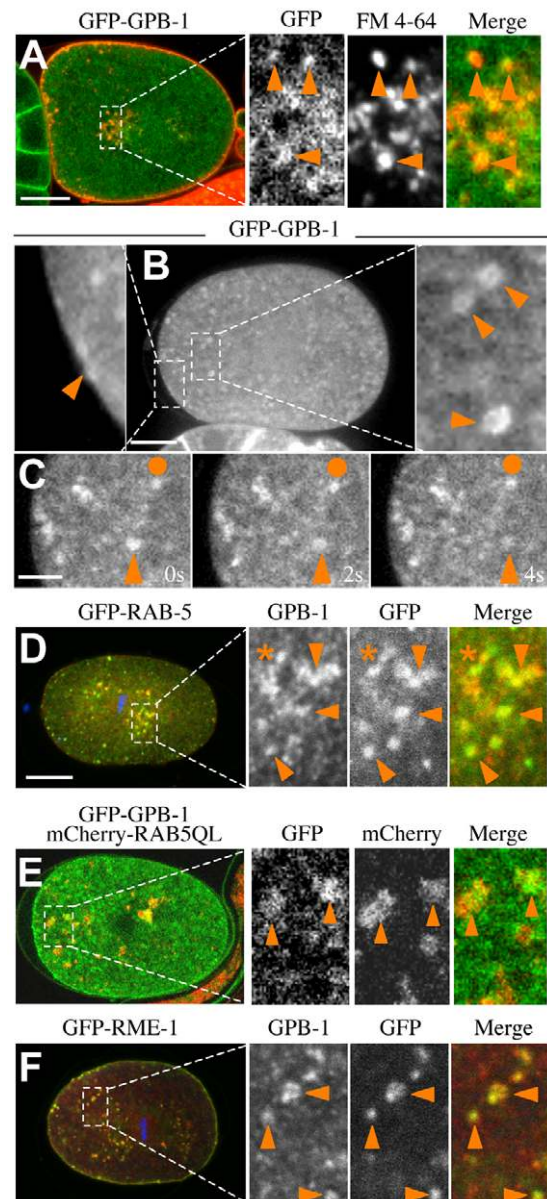 GFP-GPB-1 GFP FM 4-64 Merge
A
GFP-GPB-1
B
C
0s 2s 4s
GFP-RAB-5 GPB-1 GFP Merge
D
* * *
GFP-GPB-1
mCherry-RAB5QL GFP mCherry Merge
E
GFP-RME-1 GPB-1 GFP Merge
F